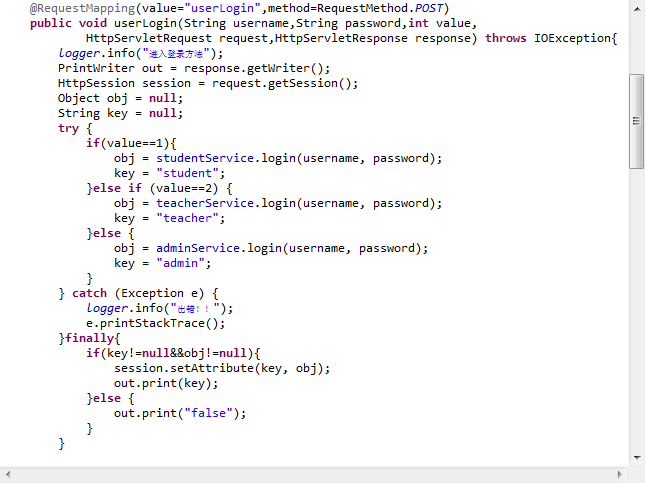 @RequestMapping(value="userLogin",method=RequestMethod.POST)
public void userLogin(String username,String password,int value,
HttpServletRequest request,HttpServletResponse response) throws IOException{
logger.info("进入登录方法");
PrintWriter out = response.getWriter();
HttpSession session = request.getSession();
Object obj = null;
String key = null;
try {
if(value==1){
obj = studentService.login(username, password);
key = "student";
}else if (value==2) {
obj = teacherService.login(username, password);
key = "teacher";
}else {
obj = adminService.login(username, password);
key = "admin";
}
} catch (Exception e) {
logger.info("出错！！");
e.printStackTrace();
}finally{
if(key!=null&&obj!=null){
session.setAttribute(key, obj);
out.print(key);
}else {
out.print("false");
}
}